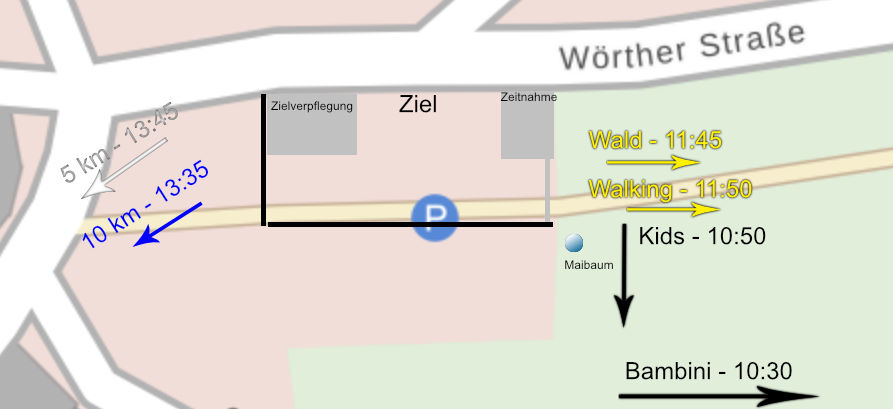 Wörther Straße
Zielverpflegung
Ziel
Zeitnahme
5 km - 13:45
10 km - 13:35
P
Wald - 11:45
Walking - 11:50
Kids - 10:50
Maibaum
Bambini - 10:30